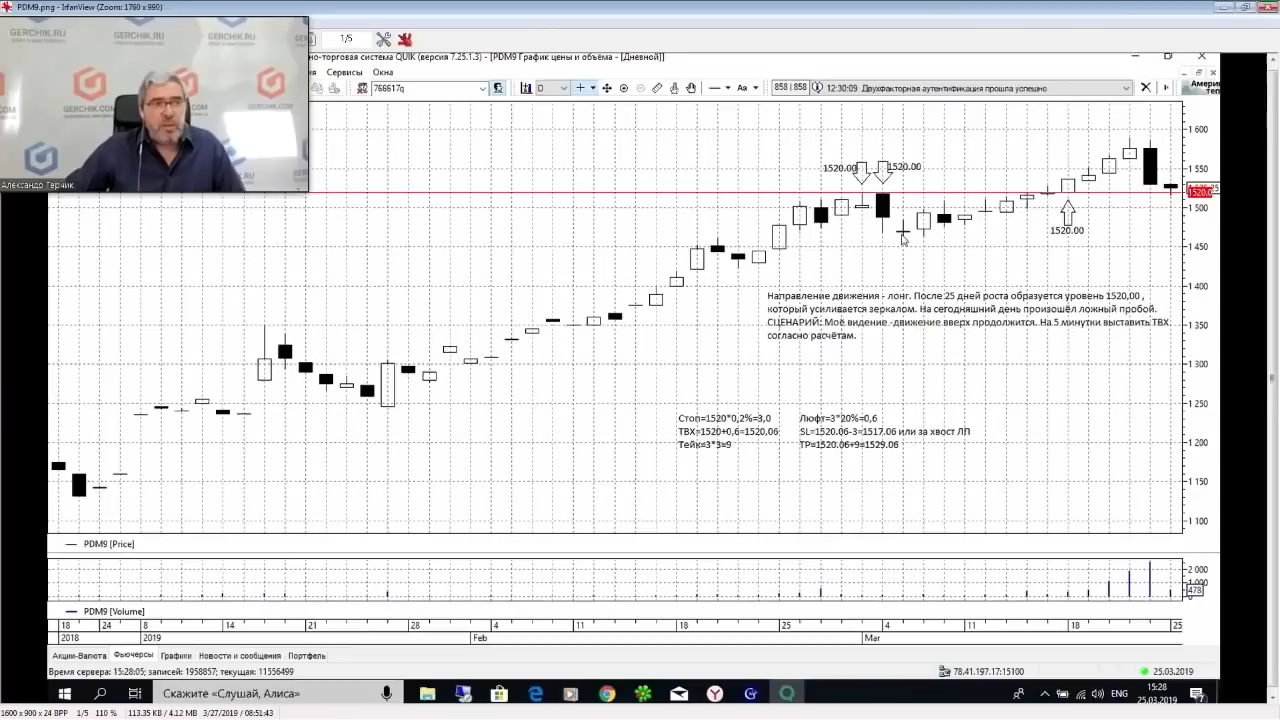 PDM9.png - IrfanView (Zoom: 1760 x 990)
GERCHIK.RU
GERCHIK.RU
GERCHIK.RU
GERCHIK.COM
Александр Герчик
1/5
но-торговая система QUIK (версия 7.25.1.3) - [PDM9 График цены и объёма - [Дневной]]
Сервисы Окна
766617q
D
Aa
858 | 858
12:30:09 Двухфакторная аутентификация прошла успешно
1 600
1 550
1 500
1 450
1 400
1 350
1 300
1 250
1 200
1 150
1 100
1520.00
1520.00
1520.00
Направление движения - лонг. После 25 дней роста образуется уровень 1520,00 ,
который усиливается зеркалом. На сегодняшний день произошёл ложный пробой.
СЦЕНАРИЙ: Моё видение -движение вверх продолжится. На 5 минутки выставить ТВХ
согласно расчётам.
Стоп=1520*0,2%=3,0 Люфт=3*20%=0,6
ТВХ=1520+0,6=1520,06 SL=1520.06-3=1517.06 или за хвост ЛП
Тейк=3*3=9 TP=1520.06+9=1529.06
PDM9 [Price]
2 000
1 000
478
0
PDM9 [Volume]
18 24 8 14 21 28 4 11 18 25 4 11 18 25
2018 2019 Feb Mar
Акции-Валюта Фьючерсы Графики Новости и сообщения Портфель
Время сервера: 15:28:05; записей: 1958857; текущая: 11556499
78.41.197.17:15100
25.03.2019
Скажите «Слушай, Алиса»
ENG
15:28
25.03.2019
1600 x 900 x 24 BPP 1/5 110 % 113.35 KB / 4.12 MB 3/27/2019 / 08:51:43